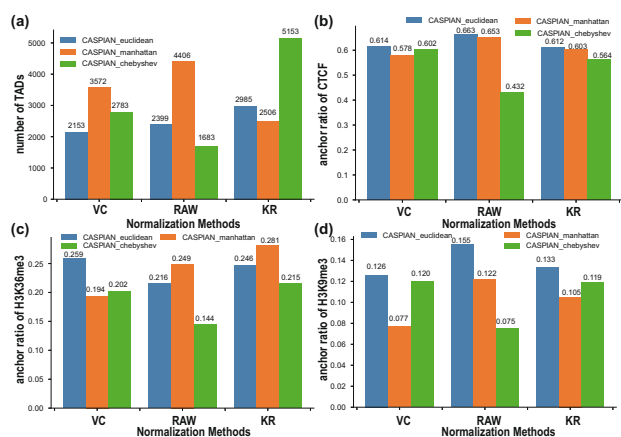 (a)
CASPIAN_euclidean
CASPIAN_manhattan
CASPIAN_chebyshev
number of TADs
5000
4000
3000
2000
1000
0
2153
3572
2783
2399
4406
1683
2985
2506
5153
VC RAW KR
Normalization Methods
(b)
CASPIAN_euclidean
CASPIAN_manhattan
CASPIAN_chebyshev
anchor ratio of CTCF
0.6
0.5
0.4
0.3
0.2
0.1
0.0
0.614
0.578
0.602
0.663
0.653
0.432
0.612
0.603
0.564
VC RAW KR
Normalization Methods
(c)
CASPIAN_euclidean
CASPIAN_manhattan
CASPIAN_chebyshev
anchor ratio of H3K36me3
0.25
0.20
0.15
0.10
0.05
0.00
0.259
0.194
0.202
0.216
0.249
0.144
0.246
0.281
0.215
VC RAW KR
Normalization Methods
(d)
CASPIAN_euclidean
CASPIAN_manhattan
CASPIAN_chebyshev
anchor ratio of H3K9me3
0.16
0.14
0.12
0.10
0.08
0.06
0.04
0.02
0.00
0.126
0.077
0.120
0.155
0.122
0.075
0.133
0.105
0.119
VC RAW KR
Normalization Methods